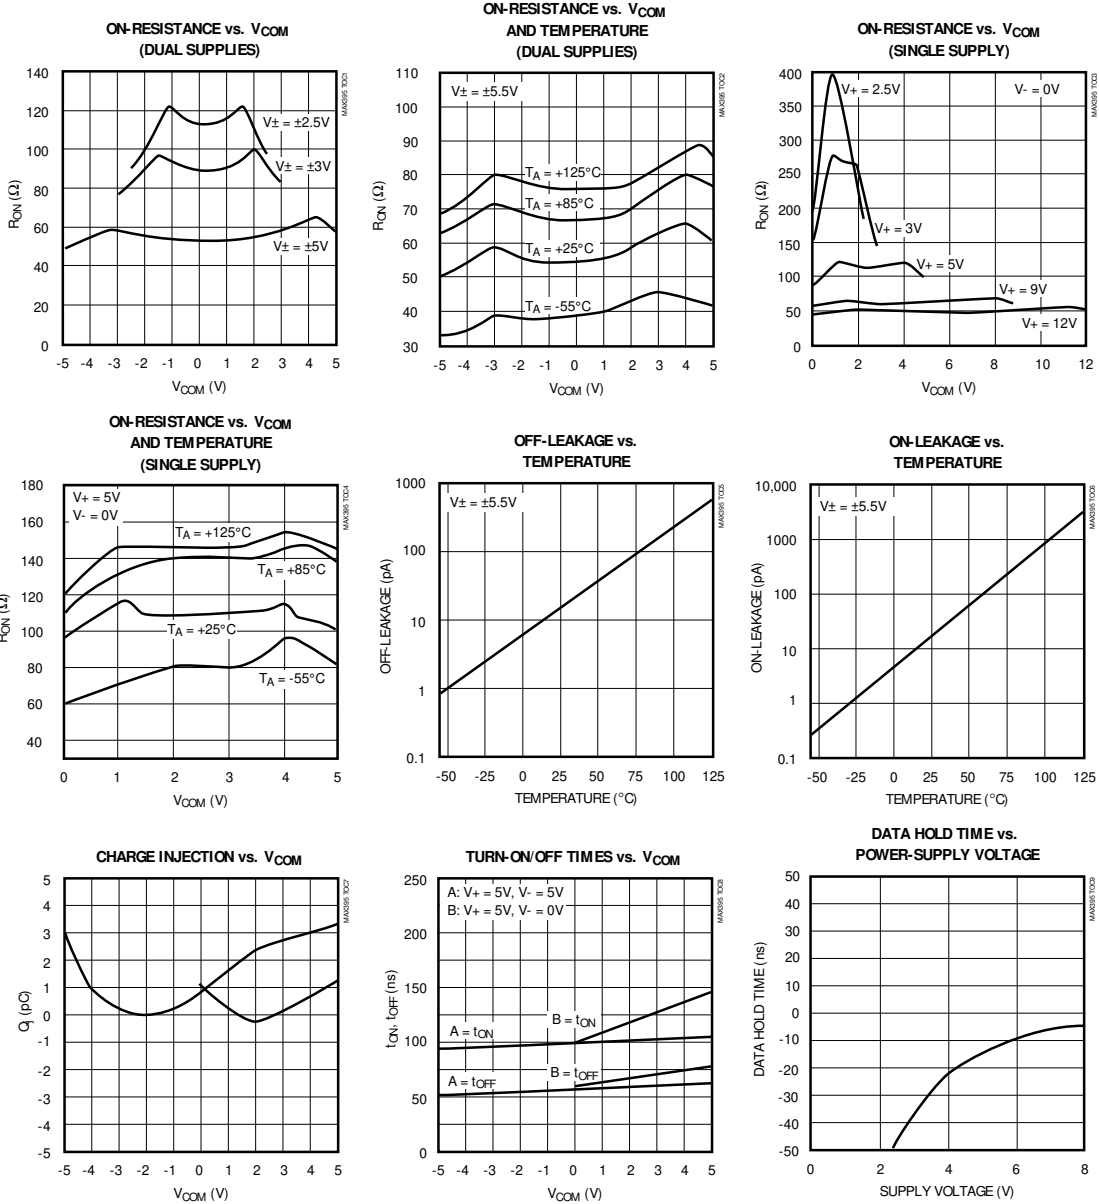 ON-RESISTANCE vs. VCOM
(DUAL SUPPLIES)
140
120
100
80
60
40
20
0
RON (Ω)
V± = ±2.5V
V± = ±3V
V± = ±5V
-5 -4 -3 -2 -1 0 1 2 3 4 5
VCOM (V)
MAX395 TOC1
ON-RESISTANCE vs. VCOM
AND TEMPERATURE
(DUAL SUPPLIES)
110
100
90
80
70
60
50
40
30
RON (Ω)
V± = ±5.5V
TA = +125°C
TA = +85°C
TA = +25°C
TA = -55°C
-5 -4 -3 -2 -1 0 1 2 3 4 5
VCOM (V)
MAX395 TOC2
ON-RESISTANCE vs. VCOM
(SINGLE SUPPLY)
400
350
300
250
200
150
100
50
0
RON (Ω)
V+ = 2.5V
V- = 0V
V+ = 3V
V+ = 5V
V+ = 9V
V+ = 12V
0 2 4 6 8 10 12
VCOM (V)
MAX395 TOC3
ON-RESISTANCE vs. VCOM
AND TEMPERATURE
(SINGLE SUPPLY)
180
160
140
120
100
80
60
40
RON (Ω)
V+ = 5V
V- = 0V
TA = +125°C
TA = +85°C
TA = +25°C
TA = -55°C
0 1 2 3 4 5
VCOM (V)
MAX395 TOC4
OFF-LEAKAGE vs.
TEMPERATURE
1000
100
10
1
0.1
OFF-LEAKAGE (pA)
V± = ±5.5V
-50 -25 0 25 50 75 100 125
TEMPERATURE (°C)
MAX395 TOC5
ON-LEAKAGE vs.
TEMPERATURE
10,000
1000
100
10
1
0.1
ON-LEAKAGE (pA)
V± = ±5.5V
-50 -25 0 25 50 75 100 125
TEMPERATURE (°C)
MAX395 TOC6
CHARGE INJECTION vs. VCOM
5
4
3
2
1
0
-1
-2
-3
-4
-5
Qj (pC)
-5 -4 -3 -2 -1 0 1 2 3 4 5
VCOM (V)
MAX395 TOC7
TURN-ON/OFF TIMES vs. VCOM
250
200
150
100
50
0
tON, tOFF (ns)
A: V+ = 5V, V- = 5V
B: V+ = 5V, V- = 0V
B = tON
A = tON
B = tOFF
A = tOFF
-5 -4 -3 -2 -1 0 1 2 3 4 5
VCOM (V)
MAX395 TOC8
DATA HOLD TIME vs.
POWER-SUPPLY VOLTAGE
50
40
30
20
10
0
-10
-20
-30
-40
-50
DATA HOLD TIME (ns)
0 2 4 6 8
SUPPLY VOLTAGE (V)
MAX395 TOC9